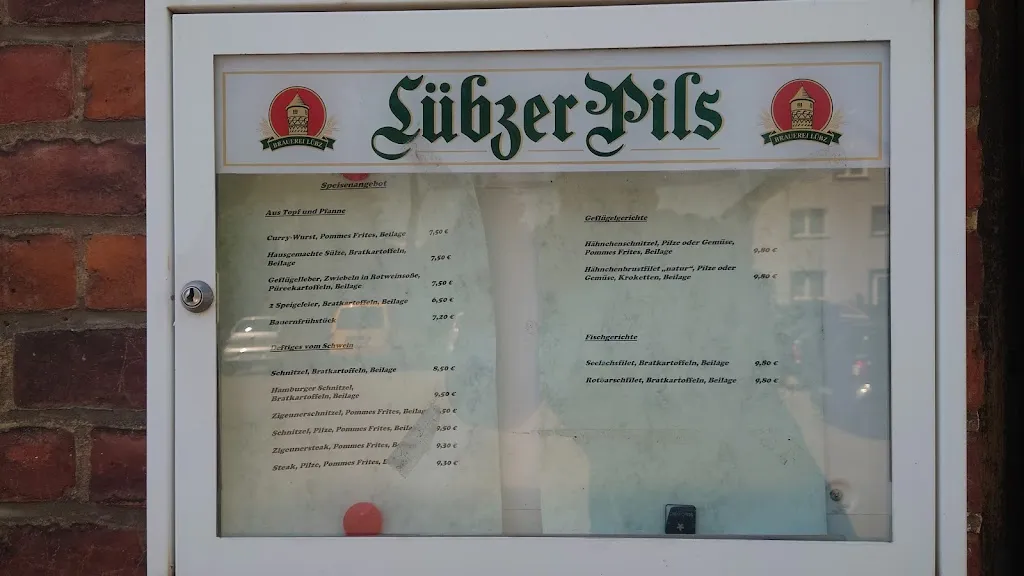 Lübzer Pils
BRAUEREI LÜBZ
BRAUEREI LÜBZ
Speisenangebot
Aus Topf und Pfanne
Curry-Wurst, Pommes Frites, Beilage 7,50 €
Hausgemachte Sülze, Bratkartoffeln,
Beilage 7,50 €
Geflügelleber, Zwiebeln in Rotweinsoße,
Püreekartoffeln, Beilage 7,50 €
2 Speigeleier, Bratkartoffeln, Beilage 6,50 €
Bauernfrühstück 7,20 €
Deftiges vom Schwein
Schnitzel, Bratkartoffeln, Beilage 8,50 €
Hamburger Schnitzel,
Bratkartoffeln, Beilage 9,50 €
Zigeunerschnitzel, Pommes Frites, Beilage ,50 €
Schnitzel, Pilze, Pommes Frites, Beilage 9,50 €
Zigeunersteak, Pommes Frites, 9,30 €
Steak, Pilze, Pommes Frites, 9,30 €
Geflügelgerichte
Hähnchenschnitzel, Pilze oder Gemüse,
Pommes Frites, Beilage 9,80 €
Hähnchenbrustfilet „natur“, Pilze oder
Gemüse, Kroketten, Beilage 9,80 €
Fischgerichte
Seelachsfilet, Bratkartoffeln, Beilage 9,80 €
Rotbarschfilet, Bratkartoffeln, Beilage 9,80 €